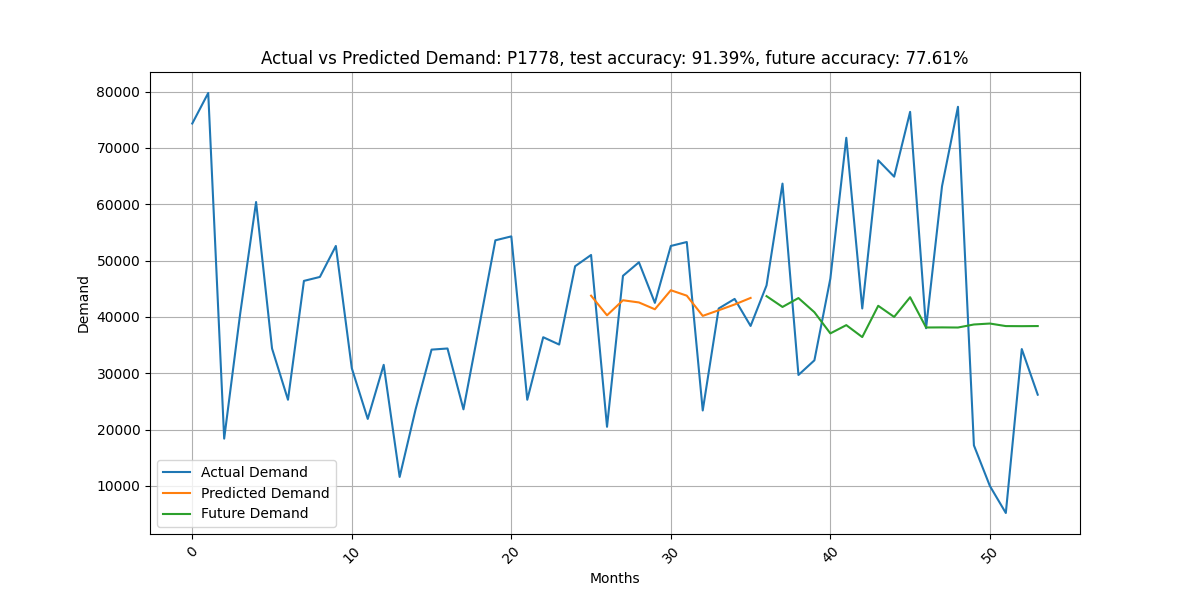 Actual vs Predicted Demand: P1778, test accuracy: 91.39%, future accuracy: 77.61%
80000
70000
60000
50000
40000
30000
20000
10000
Demand
Actual Demand
Predicted Demand
Future Demand
0
10
20
30
40
50
Months